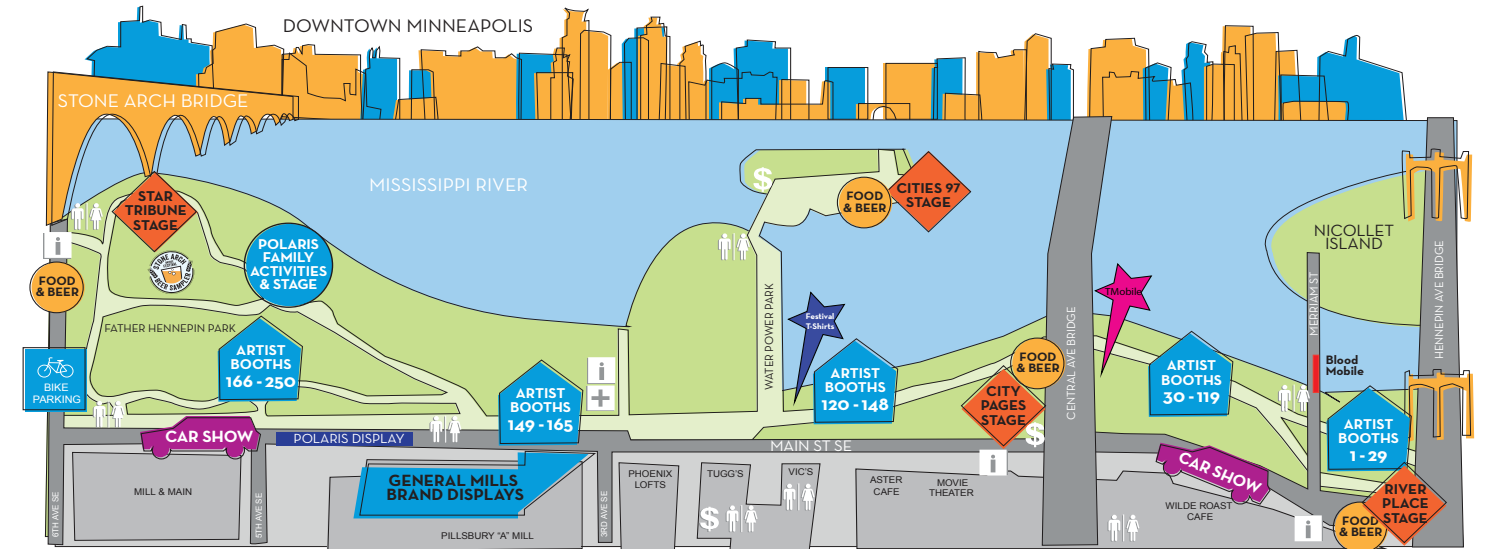 DOWNTOWN MINNEAPOLIS
STONE ARCH BRIDGE
MISSISSIPPI RIVER
STAR
TRIBUNE
STAGE
i
FOOD
& BEER
STONE ARCH
BEER SAMPLER
POLARIS
FAMILY
ACTIVITIES
& STAGE
$
FOOD
& BEER
CITIES 97
STAGE
NICOLLET
ISLAND
HENNEPIN AVE BRIDGE
MERRIAM ST
CENTRAL AVE BRIDGE
TMobile
Festival
T-Shirts
WATER POWER PARK
FATHER HENNEPIN PARK
BIKE
PARKING
ARTIST
BOOTHS
166 - 250
ARTIST
BOOTHS
149 - 165
i
+
ARTIST
BOOTHS
120 - 148
FOOD
& BEER
CITY
PAGES
STAGE
$
i
ARTIST
BOOTHS
30 - 119
Blood
Mobile
ARTIST
BOOTHS
1 - 29
CAR SHOW
POLARIS DISPLAY
MAIN ST SE
6TH AVE SE
MILL & MAIN
5TH AVE SE
GENERAL MILLS
BRAND DISPLAYS
PILLSBURY "A" MILL
3RD AVE SE
PHOENIX
LOFTS
TUGG'S
$
VIC'S
ASTER
CAFE
MOVIE
THEATER
CAR SHOW
WILDE ROAST
CAFE
i
FOOD
& BEER
RIVER
PLACE
STAGE